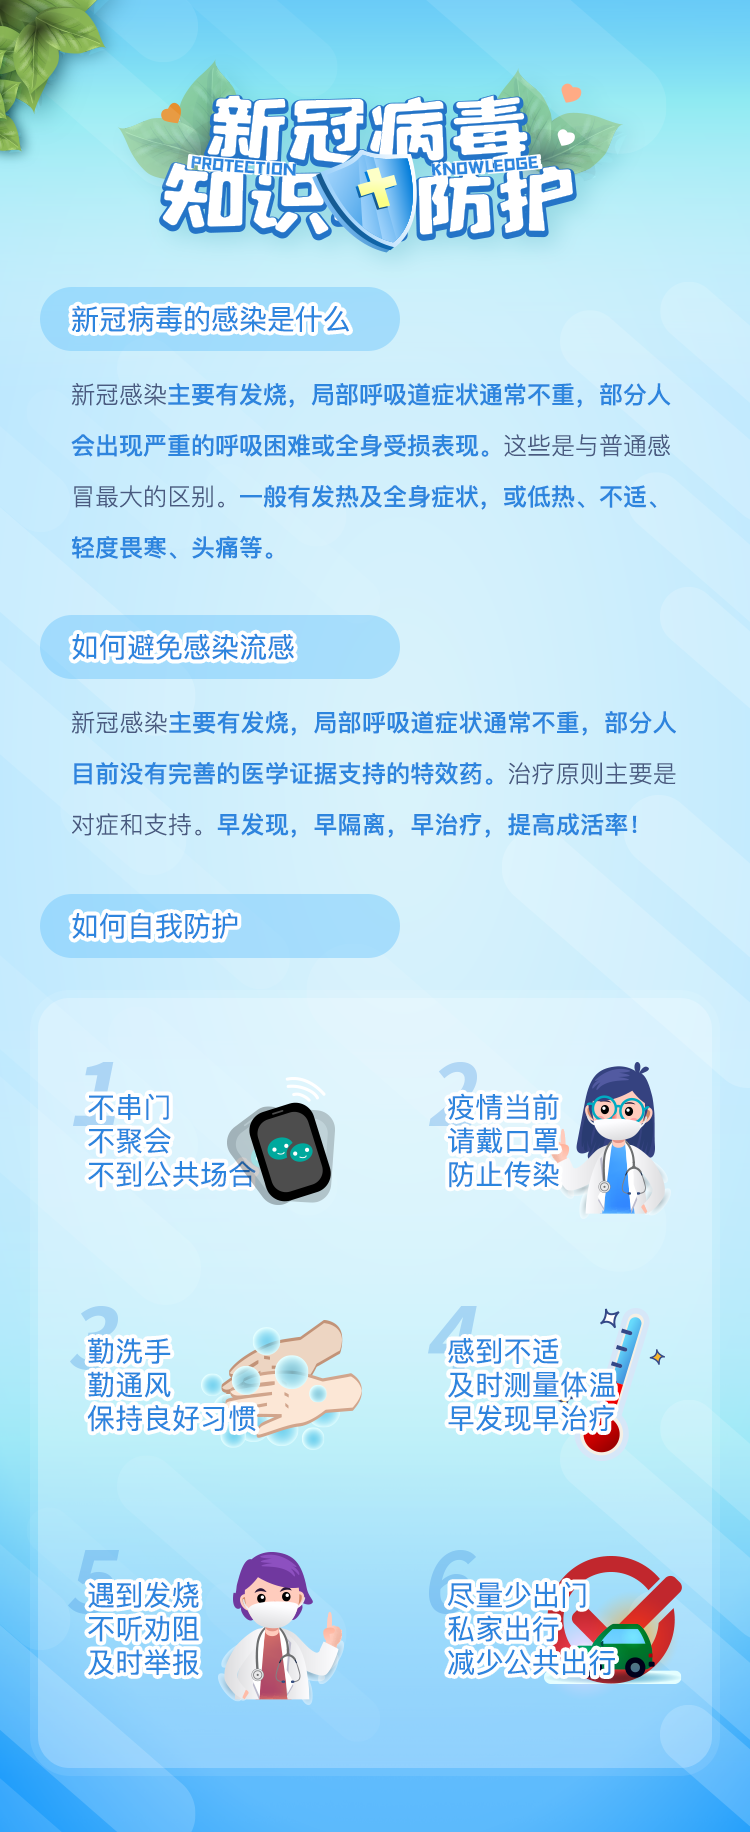 新冠病毒
PROTECTION KNOWLEDGE
知识 防护
新冠病毒的感染是什么
新冠感染主要有发烧，局部呼吸道症状通常不重，部分人
会出现严重的呼吸困难或全身受损表现。这些是与普通感
冒最大的区别。一般有发热及全身症状，或低热、不适、
轻度畏寒、头痛等。
如何避免感染流感
新冠感染主要有发烧，局部呼吸道症状通常不重，部分人
目前没有完善的医学证据支持的特效药。治疗原则主要是
对症和支持。早发现，早隔离，早治疗，提高成活率！
如何自我防护
1
不串门
不聚会
不到公共场合
2
疫情当前
请戴口罩
防止传染
3
勤洗手
勤通风
保持良好习惯
4
感到不适
及时测量体温
早发现早治疗
5
遇到发烧
不听劝阻
及时举报
6
尽量少出门
私家出行
减少公共出行